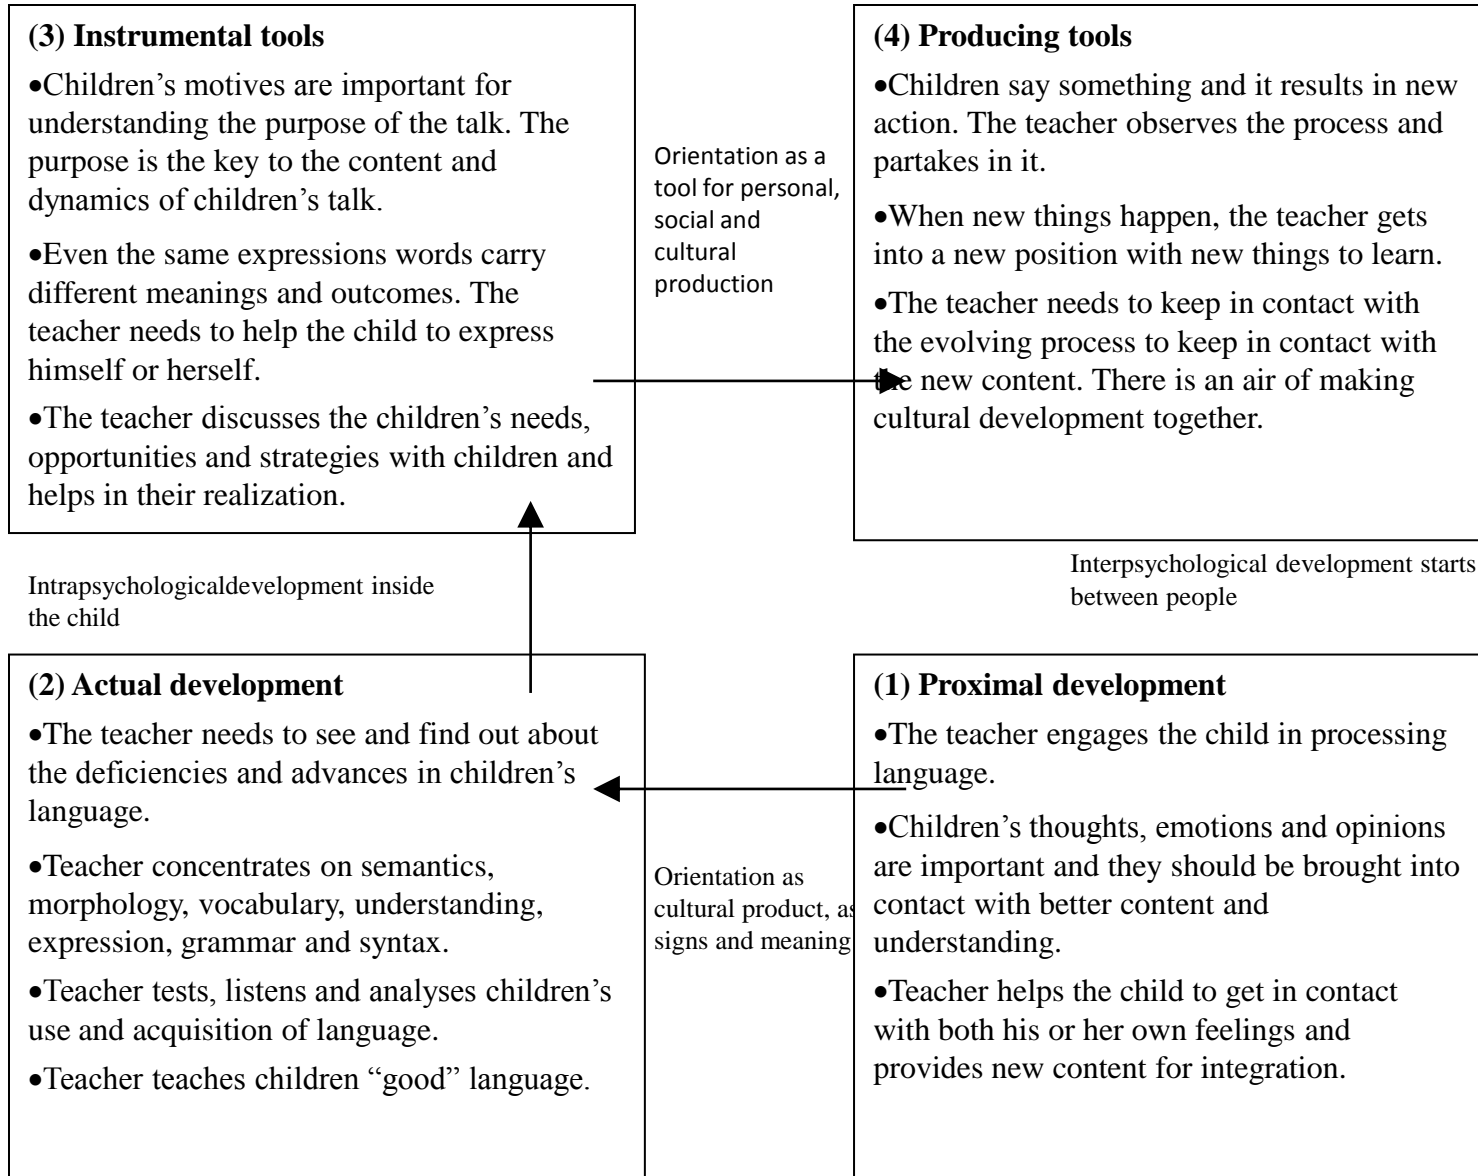 (3) Instrumental tools
•Children’s motives are important for
understanding the purpose of the talk. The
purpose is the key to the content and
dynamics of children’s talk.
•Even the same expressions words carry
different meanings and outcomes. The
teacher needs to help the child to express
himself or herself.
•The teacher discusses the children’s needs,
opportunities and strategies with children and
helps in their realization.
Orientation as a
tool for personal,
social and
cultural
production
(4) Producing tools
•Children say something and it results in new
action. The teacher observes the process and
partakes in it.
•When new things happen, the teacher gets
into a new position with new things to learn.
•The teacher needs to keep in contact with
the evolving process to keep in contact with
the new content. There is an air of making
cultural development together.
Intrapsychologicaldevelopment inside
the child
Interpsychological development starts
between people
(2) Actual development
•The teacher needs to see and find out about
the deficiencies and advances in children’s
language.
•Teacher concentrates on semantics,
morphology, vocabulary, understanding,
expression, grammar and syntax.
•Teacher tests, listens and analyses children’s
use and acquisition of language.
•Teacher teaches children “good” language.
Orientation as
cultural product, as
signs and meaning
(1) Proximal development
•The teacher engages the child in processing
language.
•Children’s thoughts, emotions and opinions
are important and they should be brought into
contact with better content and
understanding.
•Teacher helps the child to get in contact
with both his or her own feelings and
provides new content for integration.